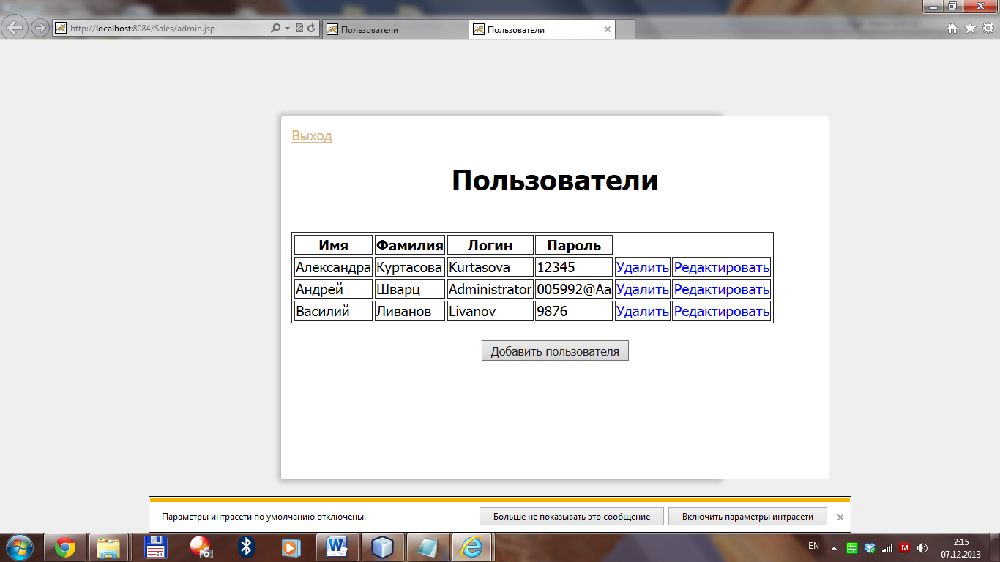 http://localhost:8084/Sales/admin.jsp Пользователи Пользователи
Выход
Пользователи
Имя Фамилия Логин Пароль
Александра Куртасова Kurtasova 12345 Удалить Редактировать
Андрей Шварц Administrator 005992@Aa Удалить Редактировать
Василий Ливанов Livanov 9876 Удалить Редактировать
Добавить пользователя
Параметры интрасети по умолчанию отключены. Больше не показывать это сообщение Включить параметры интрасети
EN 2:15
07.12.2013